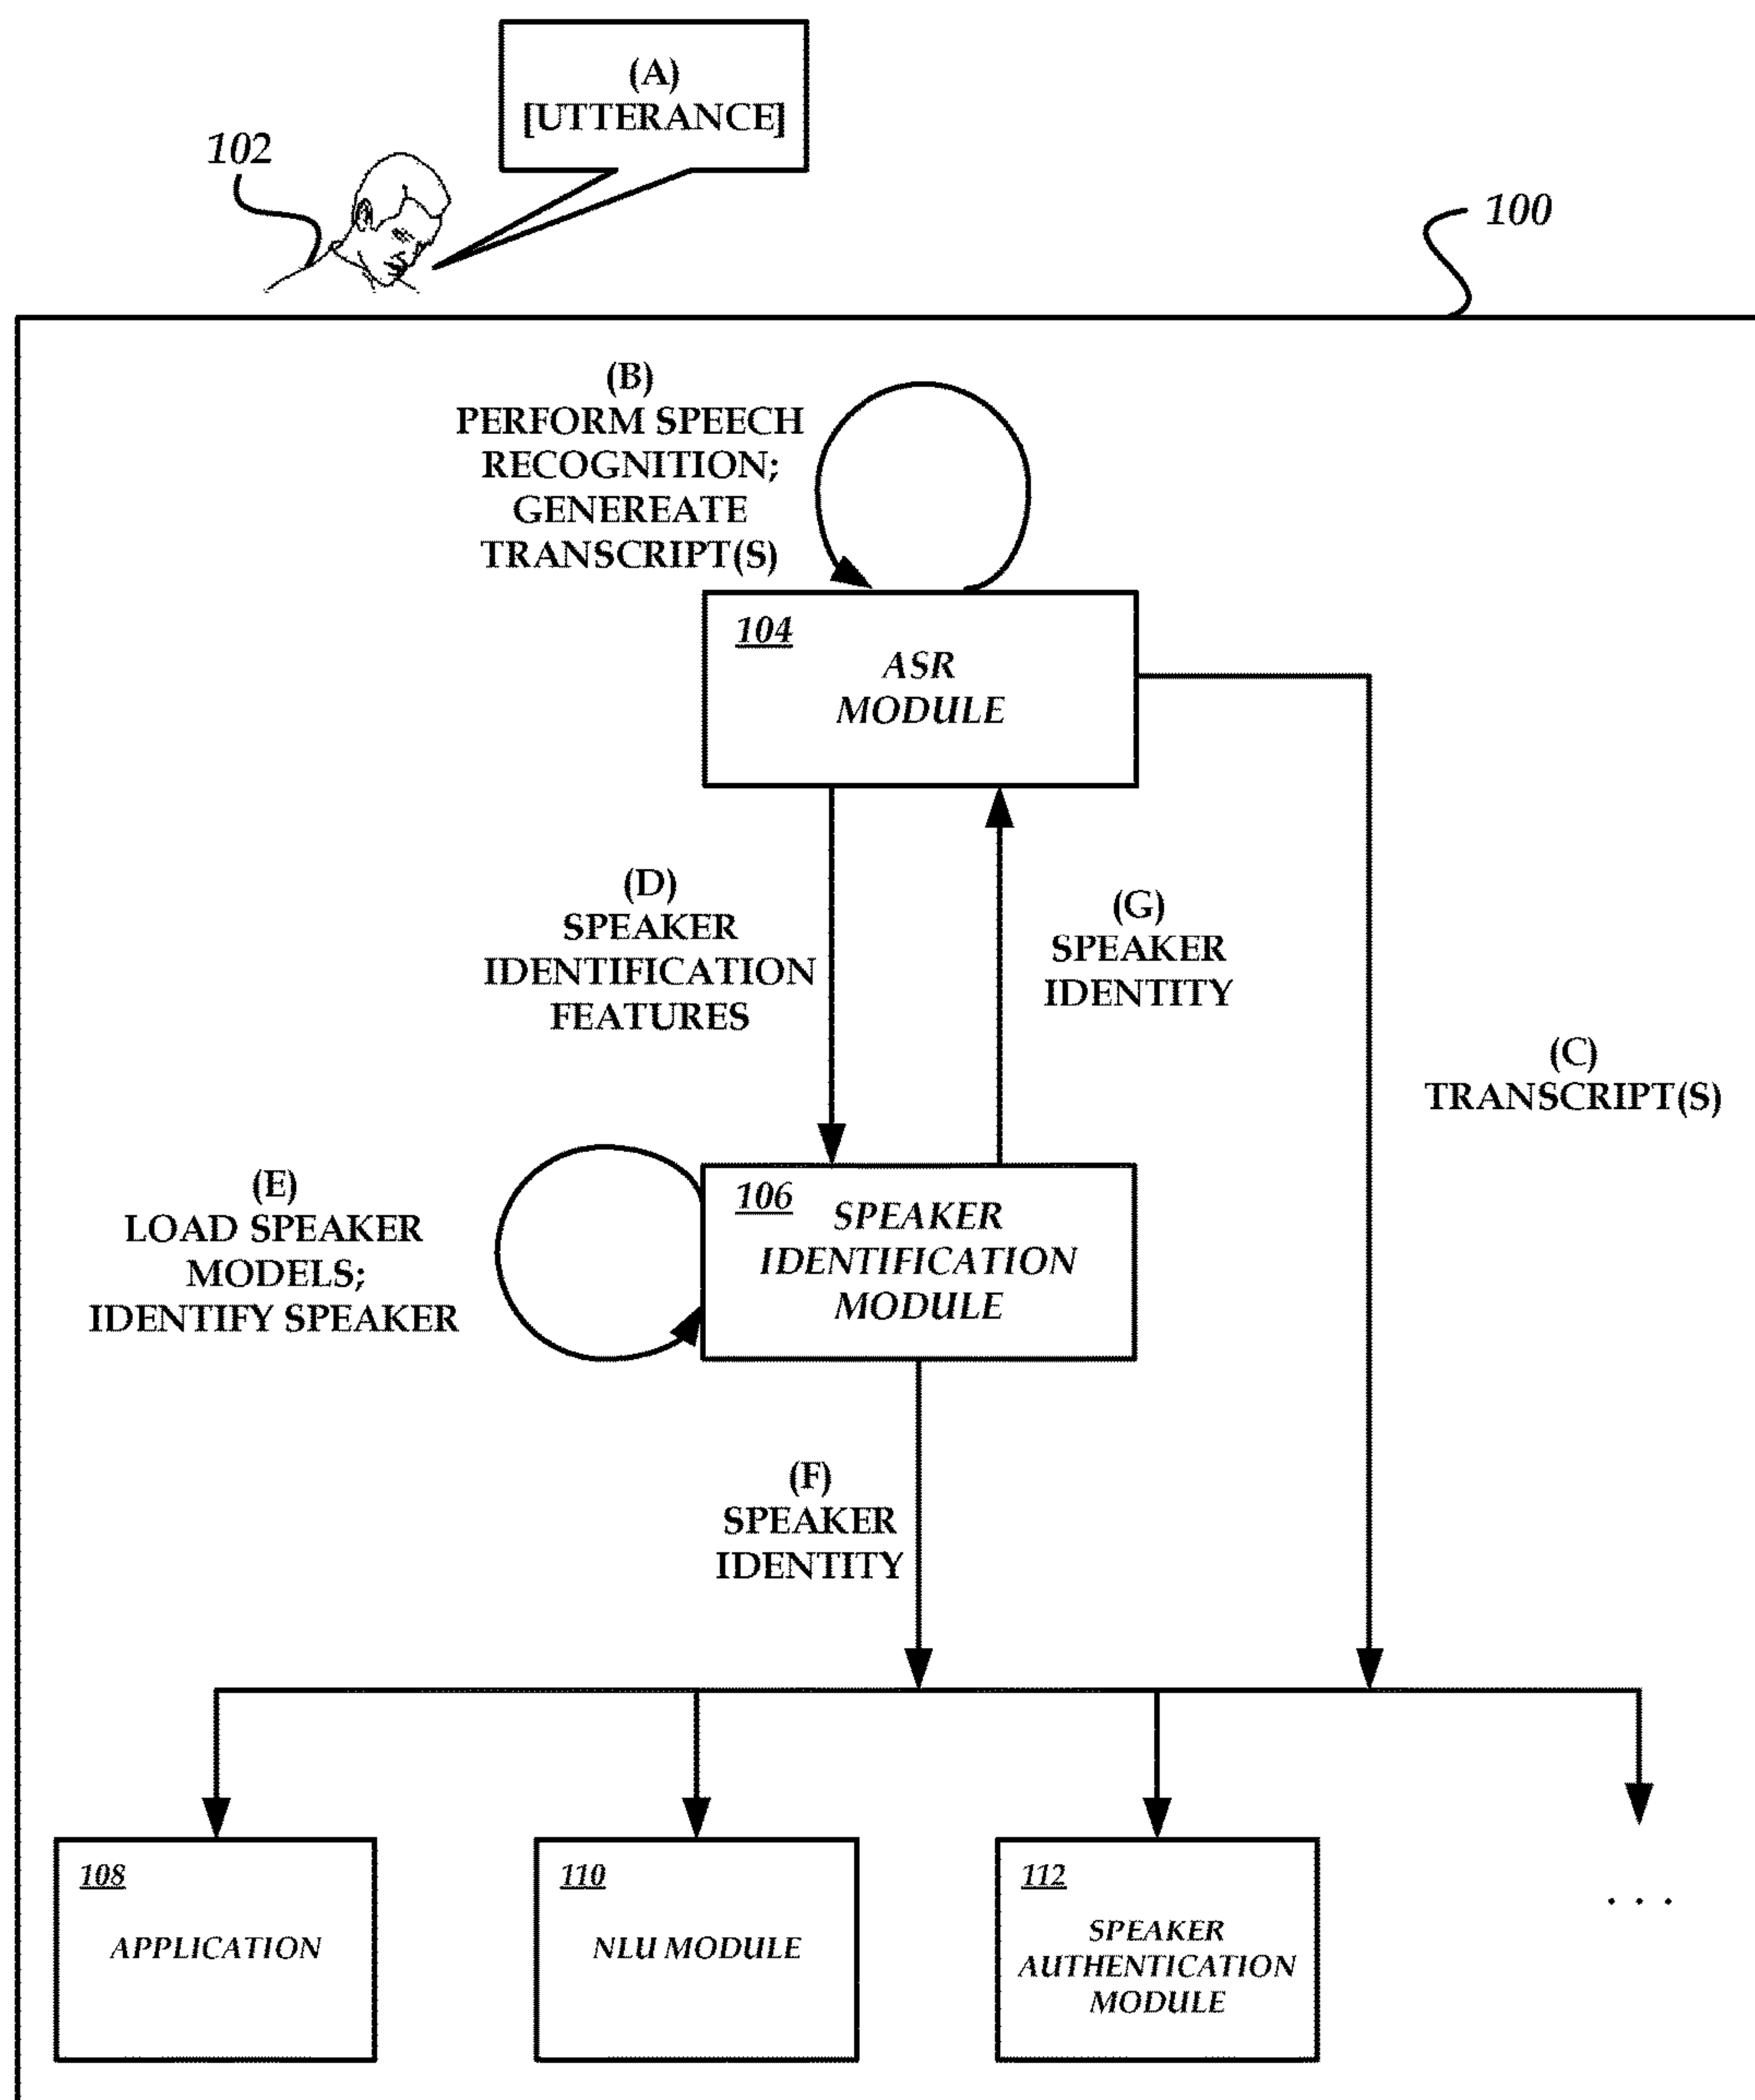 (A)
[UTTERANCE]
102
100
(B)
PERFORM SPEECH
RECOGNITION;
GENEREATE
TRANSCRIPT(S)
104
ASR
MODULE
(D)
SPEAKER
IDENTIFICATION
FEATURES
(G)
SPEAKER
IDENTITY
(C)
TRANSCRIPT(S)
(E)
LOAD SPEAKER
MODELS;
IDENTIFY SPEAKER
106
SPEAKER
IDENTIFICATION
MODULE
(F)
SPEAKER
IDENTITY
108
APPLICATION
110
NLU MODULE
112
SPEAKER
AUTHENTICATION
MODULE
. . .